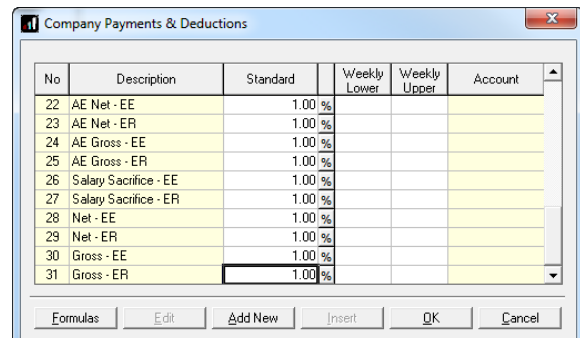 Company Payments & Deductions
No Description Standard Weekly Lower Weekly Upper Account
22 AE Net - EE 1.00 %
23 AE Net - ER 1.00 %
24 AE Gross - EE 1.00 %
25 AE Gross - ER 1.00 %
26 Salary Sacrifice - EE 1.00 %
27 Salary Sacrifice - ER 1.00 %
28 Net - EE 1.00 %
29 Net - ER 1.00 %
30 Gross - EE 1.00 %
31 Gross - ER 1.00 %
Formulas Edit Add New Insert OK Cancel